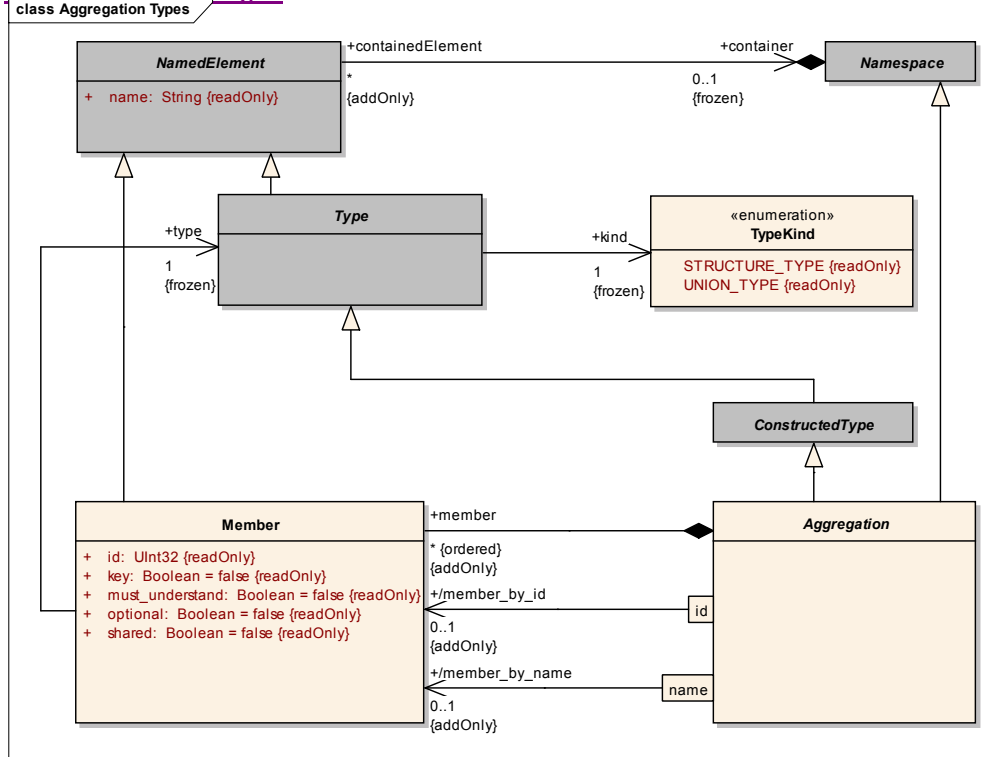 class Aggregation Types
NamedElement
+ name: String {readOnly}
+containedElement
*
{addOnly}
+container
0..1
{frozen}
Namespace
Type
+type
1
{frozen}
+kind
1
{frozen}
«enumeration»
TypeKind
STRUCTURE_TYPE {readOnly}
UNION_TYPE {readOnly}
ConstructedType
Member
+ id: UInt32 {readOnly}
+ key: Boolean = false {readOnly}
+ must_understand: Boolean = false {readOnly}
+ optional: Boolean = false {readOnly}
+ shared: Boolean = false {readOnly}
+member
* {ordered}
{addOnly}
+/member_by_id
0..1
{addOnly}
+/member_by_name
0..1
{addOnly}
id
name
Aggregation